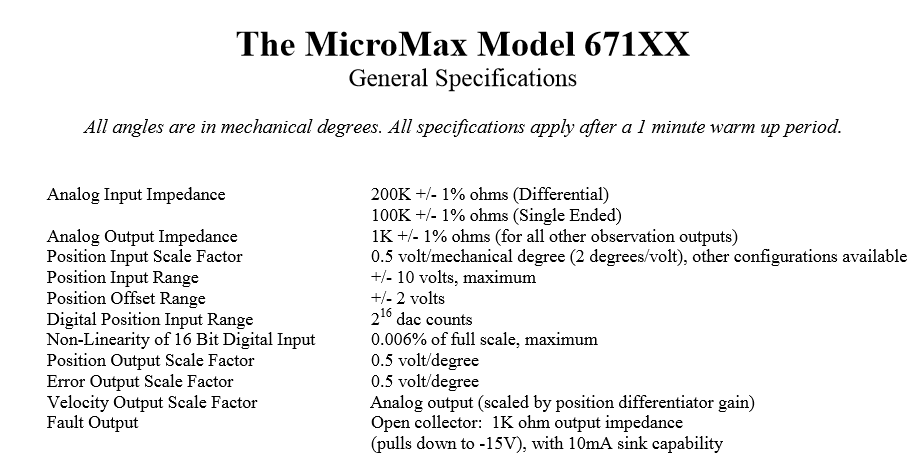 The MicroMax Model 671XX
General Specifications
All angles are in mechanical degrees. All specifications apply after a 1 minute warm up period.
Analog Input Impedance 200K +/- 1% ohms (Differential)
100K +/- 1% ohms (Single Ended)
Analog Output Impedance 1K +/- 1% ohms (for all other observation outputs)
Position Input Scale Factor 0.5 volt/mechanical degree (2 degrees/volt), other configurations available
Position Input Range +/- 10 volts, maximum
Position Offset Range +/- 2 volts
Digital Position Input Range 2¹⁶ dac counts
Non-Linearity of 16 Bit Digital Input 0.006% of full scale, maximum
Position Output Scale Factor 0.5 volt/degree
Error Output Scale Factor 0.5 volt/degree
Velocity Output Scale Factor Analog output (scaled by position differentiator gain)
Fault Output Open collector: 1K ohm output impedance
(pulls down to -15V), with 10mA sink capability